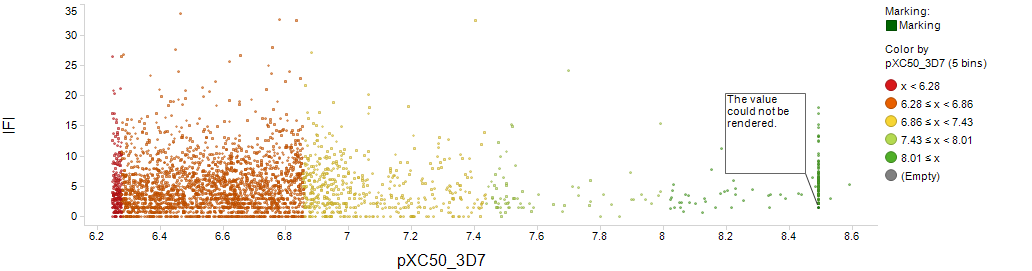 35
30
25
20
15
10
5
0
|FI
6.2 6.4 6.6 6.8 7 7.2 7.4 7.6 7.8 8 8.2 8.4 8.6
pXC50_3D7
The value
could not be
rendered.
Marking:
Marking
Color by
pXC50_3D7 (5 bins)
x < 6.28
6.28 ≤ x < 6.86
6.86 ≤ x < 7.43
7.43 ≤ x < 8.01
8.01 ≤ x
(Empty)